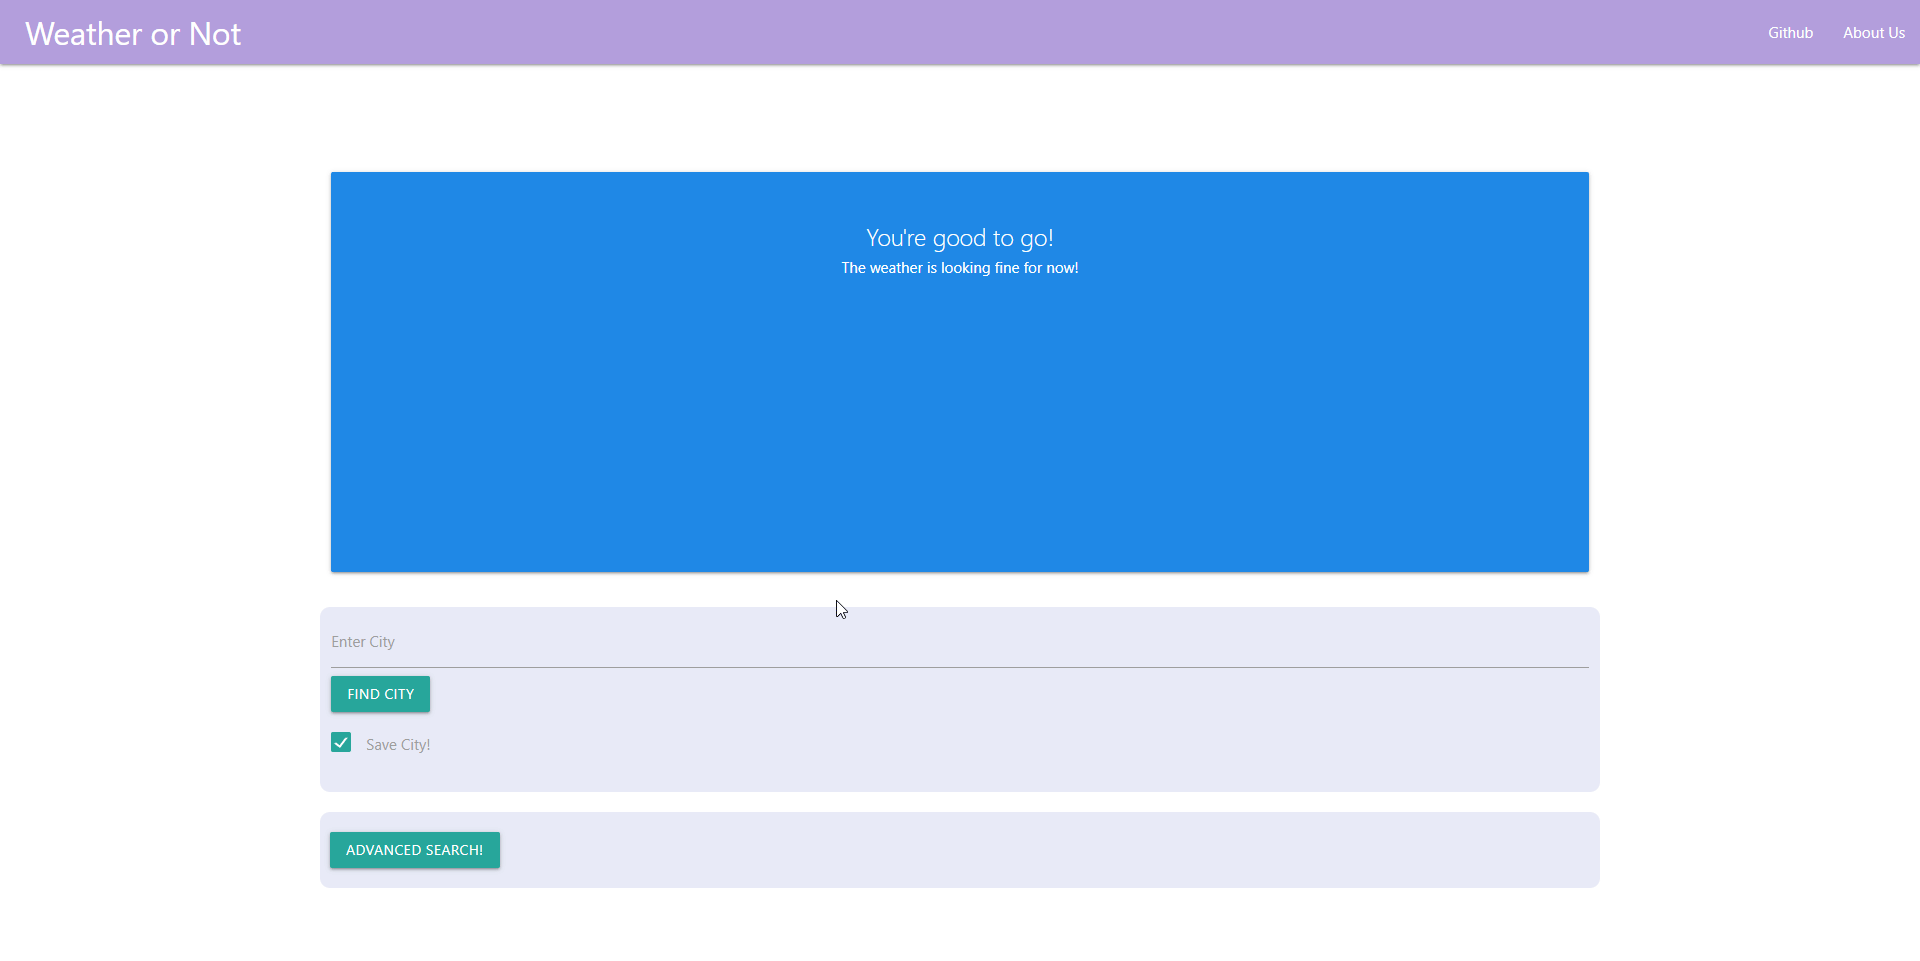 Weather or Not
Github
About Us
You're good to go!
The weather is looking fine for now!
Enter City
FIND CITY
Save City!
ADVANCED SEARCH!